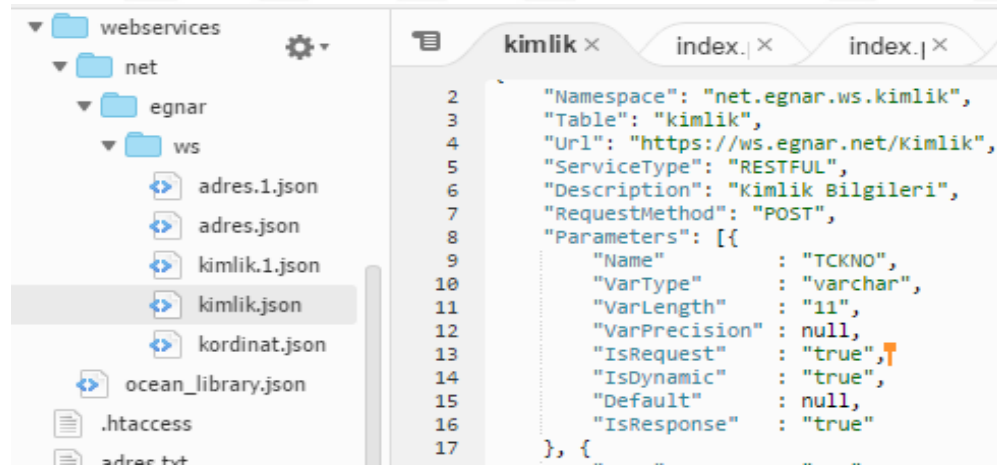 webservices
net
egnar
ws
adres.1.json
adres.json
kimlik.1.json
kimlik.json
kordinat.json
ocean_library.json
.htaccess
adres.txt
kimlik ×
index. ×
index. ×
2 "Namespace": "net.egnar.ws.kimlik",
3 "Table": "kimlik",
4 "Url": "https://ws.egnar.net/Kimlik",
5 "ServiceType": "RESTFUL",
6 "Description": "Kimlik Bilgileri",
7 "RequestMethod": "POST",
8 "Parameters": [{
9 "Name" : "TCKNO",
10 "VarType" : "varchar",
11 "VarLength" : "11",
12 "VarPrecision" : null,
13 "IsRequest" : "true",
14 "IsDynamic" : "true",
15 "Default" : null,
16 "IsResponse" : "true"
17 }, {